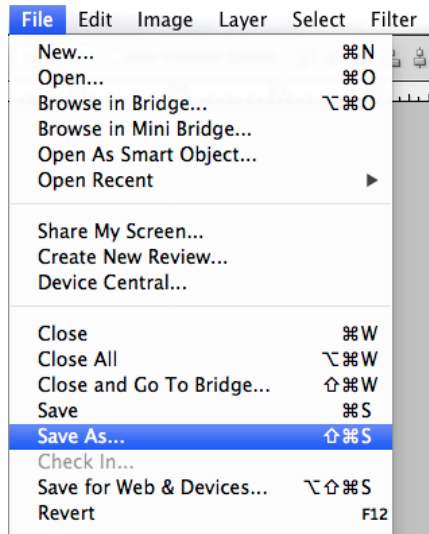 File Edit Image Layer Select Filter
New... ⌘N
Open... ⌘O
Browse in Bridge... ⌥⌘O
Browse in Mini Bridge...
Open As Smart Object...
Open Recent ▶
Share My Screen...
Create New Review...
Device Central...
Close ⌘W
Close All ⌥⌘W
Close and Go To Bridge... ⇧⌘W
Save ⌘S
Save As... ⇧⌘S
Check In...
Save for Web & Devices... ⌥⇧⌘S
Revert F12